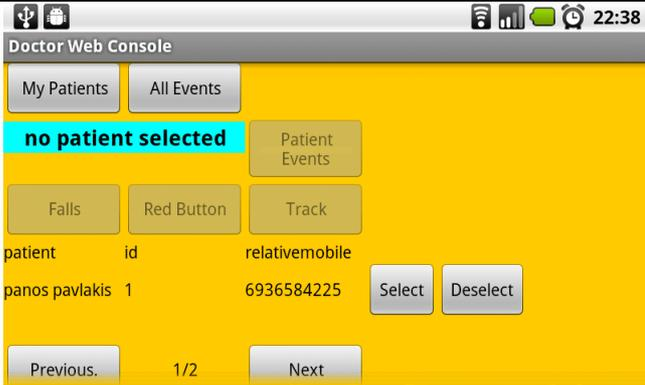 22:38
Doctor Web Console
My Patients All Events
no patient selected Patient Events
Falls Red Button Track
patient id relativemobile
panos pavlakis 1 6936584225 Select Deselect
Previous. 1/2 Next